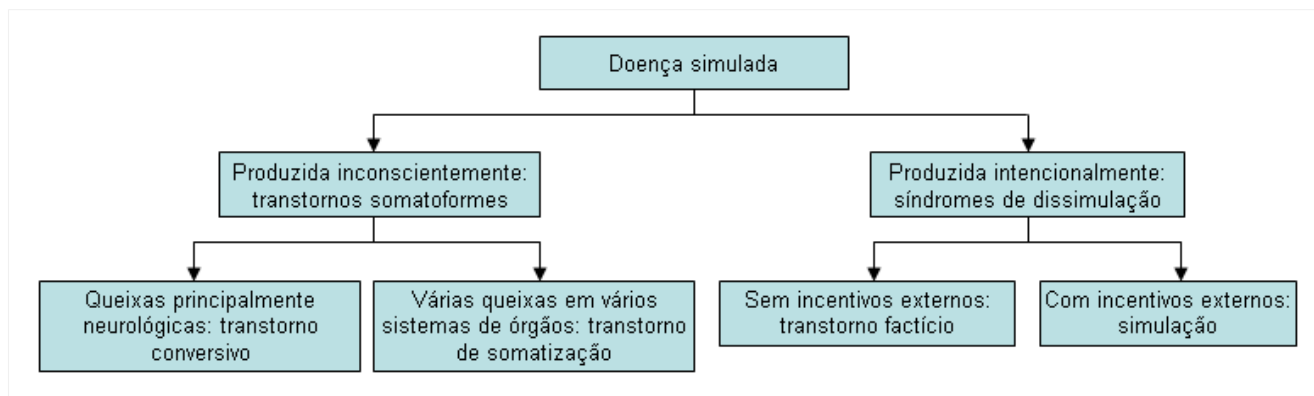 Doença simulada
Produzida inconscientemente:
transtornos somatoformes
Produzida intencionalmente:
síndromes de dissimulação
Queixas principalmente
neurológicas: transtorno
conversivo
Várias queixas em vários
sistemas de órgãos: transtorno
de somatização
Sem incentivos externos:
transtorno factício
Com incentivos externos:
simulação